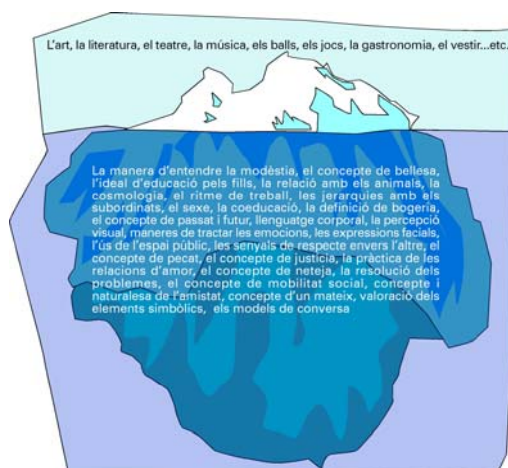 L'art, la literatura, el teatre, la música, els balls, els jocs, la gastronomia, el vestir...etc.
La manera d'entendre la modèstia, el concepte de bellesa,
l'ideal d'educació pels fills, la relació amb els animals, la
cosmologia, el ritme de treball, les jerarquies amb els
subordinats, el sexe, la coeducació, la definició de bogeria,
el concepte de passat i futur, llenguatge corporal, la percepció
visual, maneres de tractar les emocions, les expressions facials,
l'ús de l'espai públic, les senyals de respecte envers l'altre, el
concepte de pecat, el concepte de justícia, la pràctica de les
relacions d'amor, el concepte de neteja, la resolució dels
problemes, el concepte de mobilitat social, concepte i
naturalesa de l'amistat, concepte d'un mateix, valoració dels
elements simbòlics, els models de conversa